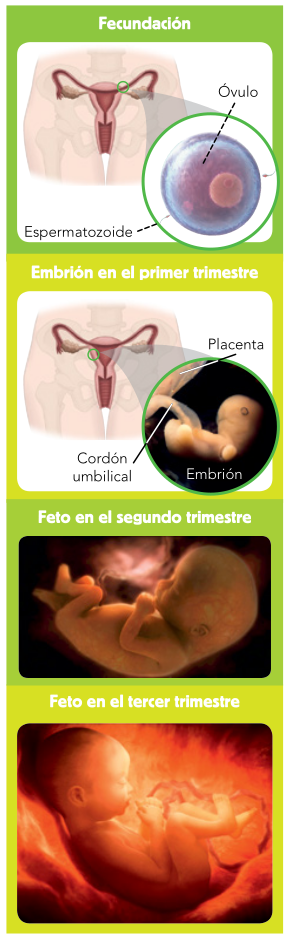 Fecundación
Óvulo
Espermatozoide
Embrión en el primer trimestre
Placenta
Cordón
umbilical
Embrión
Feto en el segundo trimestre
Feto en el tercer trimestre